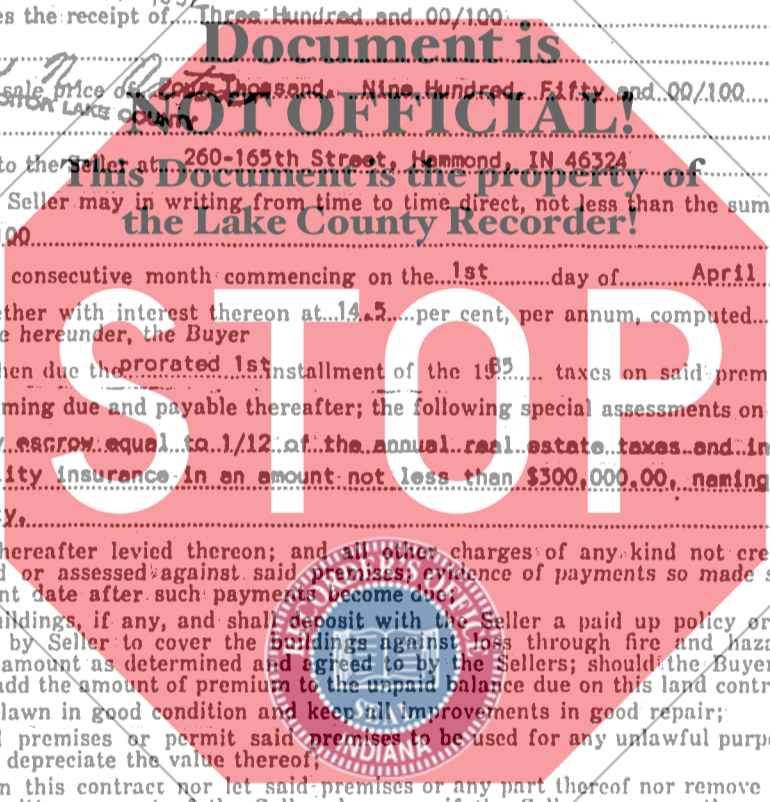 es the receipt of....Three Hundred and 00/100
Document is
sale price of Four Thousand, Nine Hundred, Fifty and 00/100
LAKE
NOT OFFICIAL!
to the Seller at 260-165th Street, Hammond, IN 46324
This Document is the property of
Seller may in writing from time to time direct, not less than the sum
the Lake County Recorder!
00
consecutive month commencing on the 1st day of April
ther with interest thereon at 14.5 per cent, per annum, computed
e hereunder, the Buyer
en due the prorated 1st installment of the 1985 taxes on said prem
STOP
ming due and payable thereafter; the following special assessments on
y escrow equal to 1/12 of the annual real estate taxes and in
ity insurance in an amount not less than $300,000.00, naming
y.
hereafter levied thereon; and all other charges of any kind not cre
d or assessed against said premises; evidence of payments so made s
nt date after such payments become due;
ildings, if any, and shall deposit with the Seller a paid up policy or
by Seller to cover the buildings against loss through fire and haza
amount as determined and agreed to by the Sellers; should the Buyer
add the amount of premium to the unpaid balance due on this land contr
lawn in good condition and keep all improvements in good repair;
d premises or permit said premises to be used for any unlawful purpo
depreciate the value thereof;
n this contract nor let said premises or any part thereof nor remove
RECORDER'S OFFICE
SEAL
INDIANA